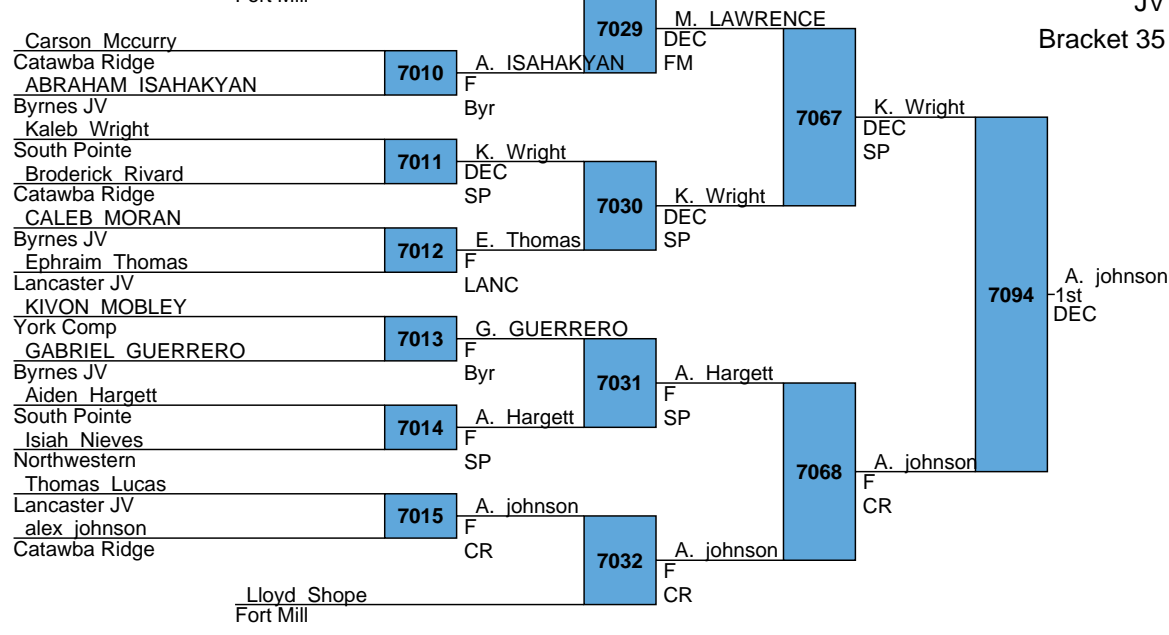 JV
Bracket 35
Carson Mccurry
Catawba Ridge
ABRAHAM ISAHAKYAN
Byrnes JV
Kaleb Wright
South Pointe
Broderick Rivard
Catawba Ridge
CALEB MORAN
Byrnes JV
Ephraim Thomas
Lancaster JV
KIVON MOBLEY
York Comp
GABRIEL GUERRERO
Byrnes JV
Aiden Hargett
South Pointe
Isiah Nieves
Northwestern
Thomas Lucas
Lancaster JV
alex johnson
Catawba Ridge
Lloyd Shope
Fort Mill
7010
A. ISAHAKYAN
F
Byr
7011
K. Wright
DEC
SP
7012
E. Thomas
F
LANC
7013
G. GUERRERO
F
Byr
7014
A. Hargett
F
SP
7015
A. johnson
F
CR
7029
M. LAWRENCE
DEC
FM
7030
K. Wright
DEC
SP
7031
A. Hargett
F
SP
7032
A. johnson
F
CR
7067
K. Wright
DEC
SP
7068
A. johnson
F
CR
7094
A. johnson
1st
DEC